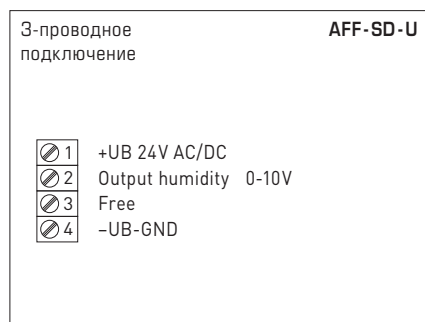 3-проводное AFF-SD-U
подключение
1 +UB 24V AC/DC
2 Output humidity 0-10V
3 Free
4 –UB-GND